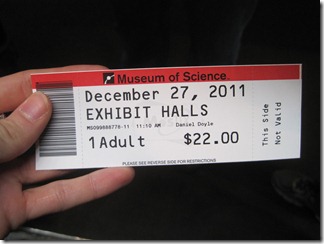 Museum of Science.
December 27, 2011
EXHIBIT HALLS
11:10 AM Daniel Doyle
1 Adult $22.00
PLEASE SEE REVERSE SIDE FOR RESTRICTIONS
This Side
Not Valid